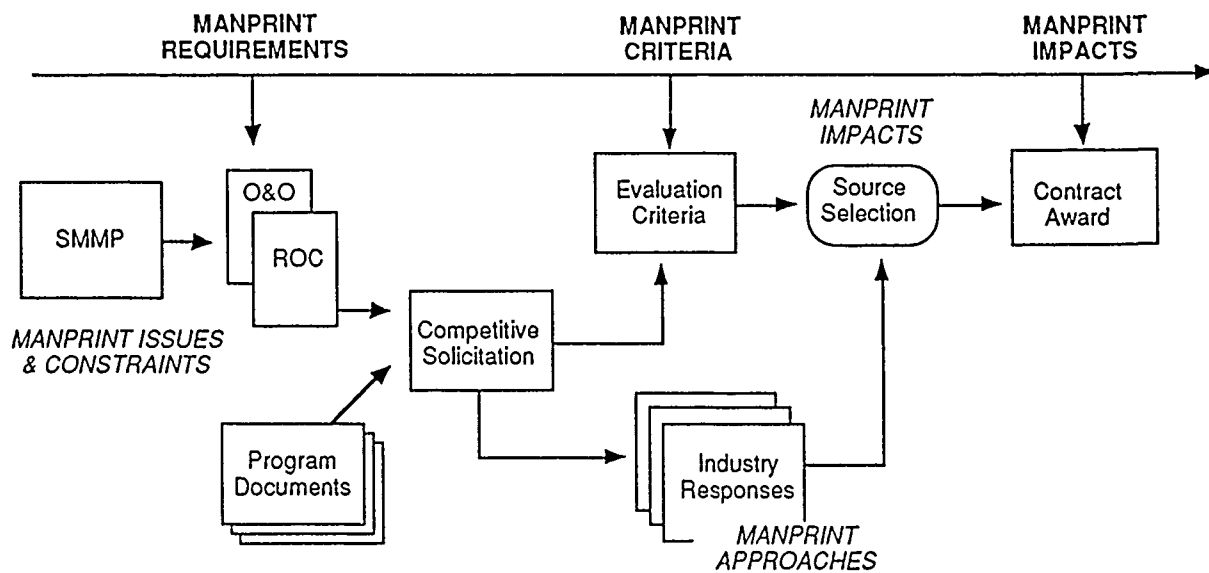 MANPRINT
REQUIREMENTS
MANPRINT
CRITERIA
MANPRINT
IMPACTS
MANPRINT
IMPACTS
SMMP
O&O
ROC
Evaluation
Criteria
Source
Selection
Contract
Award
MANPRINT ISSUES
& CONSTRAINTS
Competitive
Solicitation
Program
Documents
Industry
Responses
MANPRINT
APPROACHES